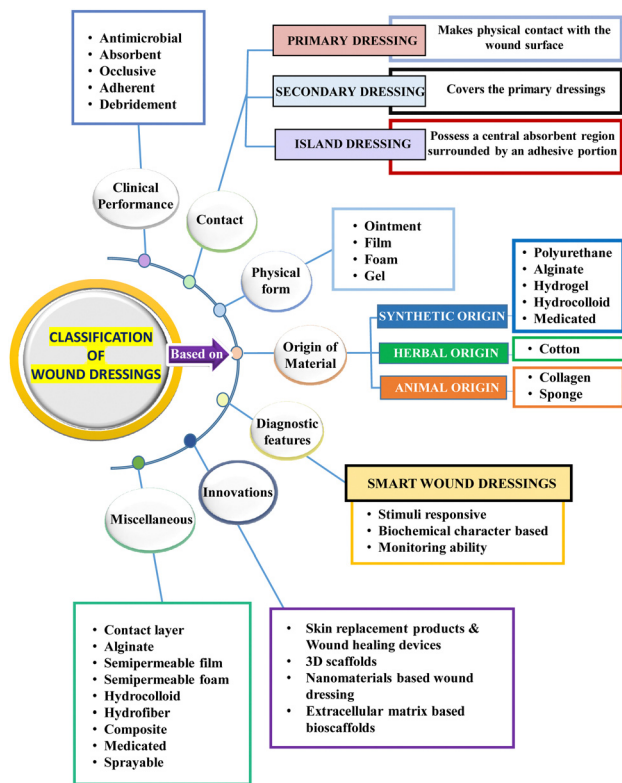 • Antimicrobial
• Absorbent
• Occlusive
• Adherent
• Debridement
PRIMARY DRESSING
Makes physical contact with the
wound surface
SECONDARY DRESSING
Covers the primary dressings
ISLAND DRESSING
Possess a central absorbent region
surrounded by an adhesive portion
Clinical
Performance
Contact
Physical
form
• Ointment
• Film
• Foam
• Gel
CLASSIFICATION
OF
WOUND DRESSINGS
Based on
Origin of
Material
SYNTHETIC ORIGIN
• Polyurethane
• Alginate
• Hydrogel
• Hydrocolloid
• Medicated
HERBAL ORIGIN
• Cotton
ANIMAL ORIGIN
• Collagen
• Sponge
Diagnostic
features
SMART WOUND DRESSINGS
• Stimuli responsive
• Biochemical character based
• Monitoring ability
Innovations
• Skin replacement products &
Wound healing devices
• 3D scaffolds
• Nanomaterials based wound
dressing
• Extracellular matrix based
bioscaffolds
Miscellaneous
• Contact layer
• Alginate
• Semipermeable film
• Semipermeable foam
• Hydrocolloid
• Hydrofiber
• Composite
• Medicated
• Sprayable